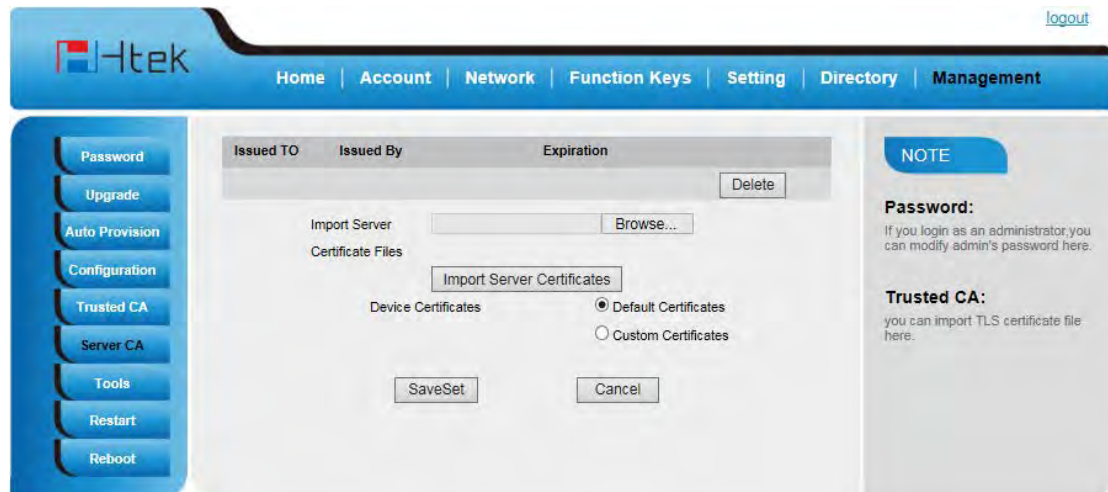 logout
Htek
Home | Account | Network | Function Keys | Setting | Directory | Management
Password
Upgrade
Auto Provision
Configuration
Trusted CA
Server CA
Tools
Restart
Reboot
Issued TO Issued By Expiration
Delete
Import Server Browse...
Certificate Files
Import Server Certificates
Device Certificates Default Certificates
Custom Certificates
SaveSet Cancel
NOTE
Password:
If you login as an administrator,you
can modify admin's password here.
Trusted CA:
you can import TLS certificate file
here.